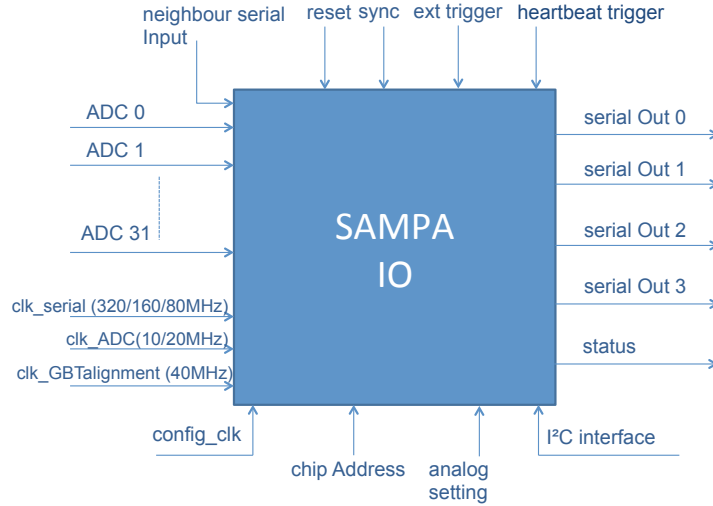 neighbour serial
Input
reset sync ext trigger heartbeat trigger
ADC 0
ADC 1
ADC 31
clk_serial (320/160/80MHz)
clk_ADC(10/20MHz)
clk_GBTalignment (40MHz)
SAMPA
IO
serial Out 0
serial Out 1
serial Out 2
serial Out 3
status
config_clk
chip Address
analog
setting
I²C interface